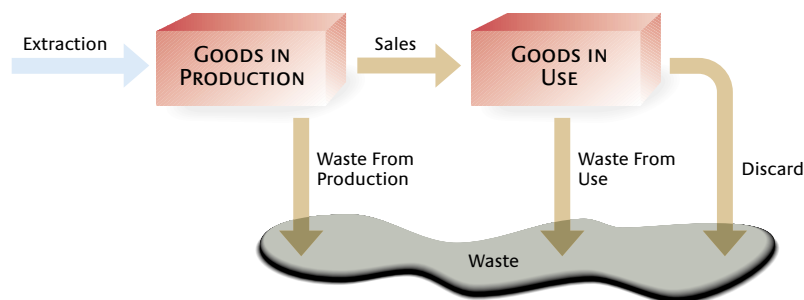 Extraction
GOODS IN
PRODUCTION
Sales
GOODS IN
USE
Waste From
Production
Waste From
Use
Discard
Waste